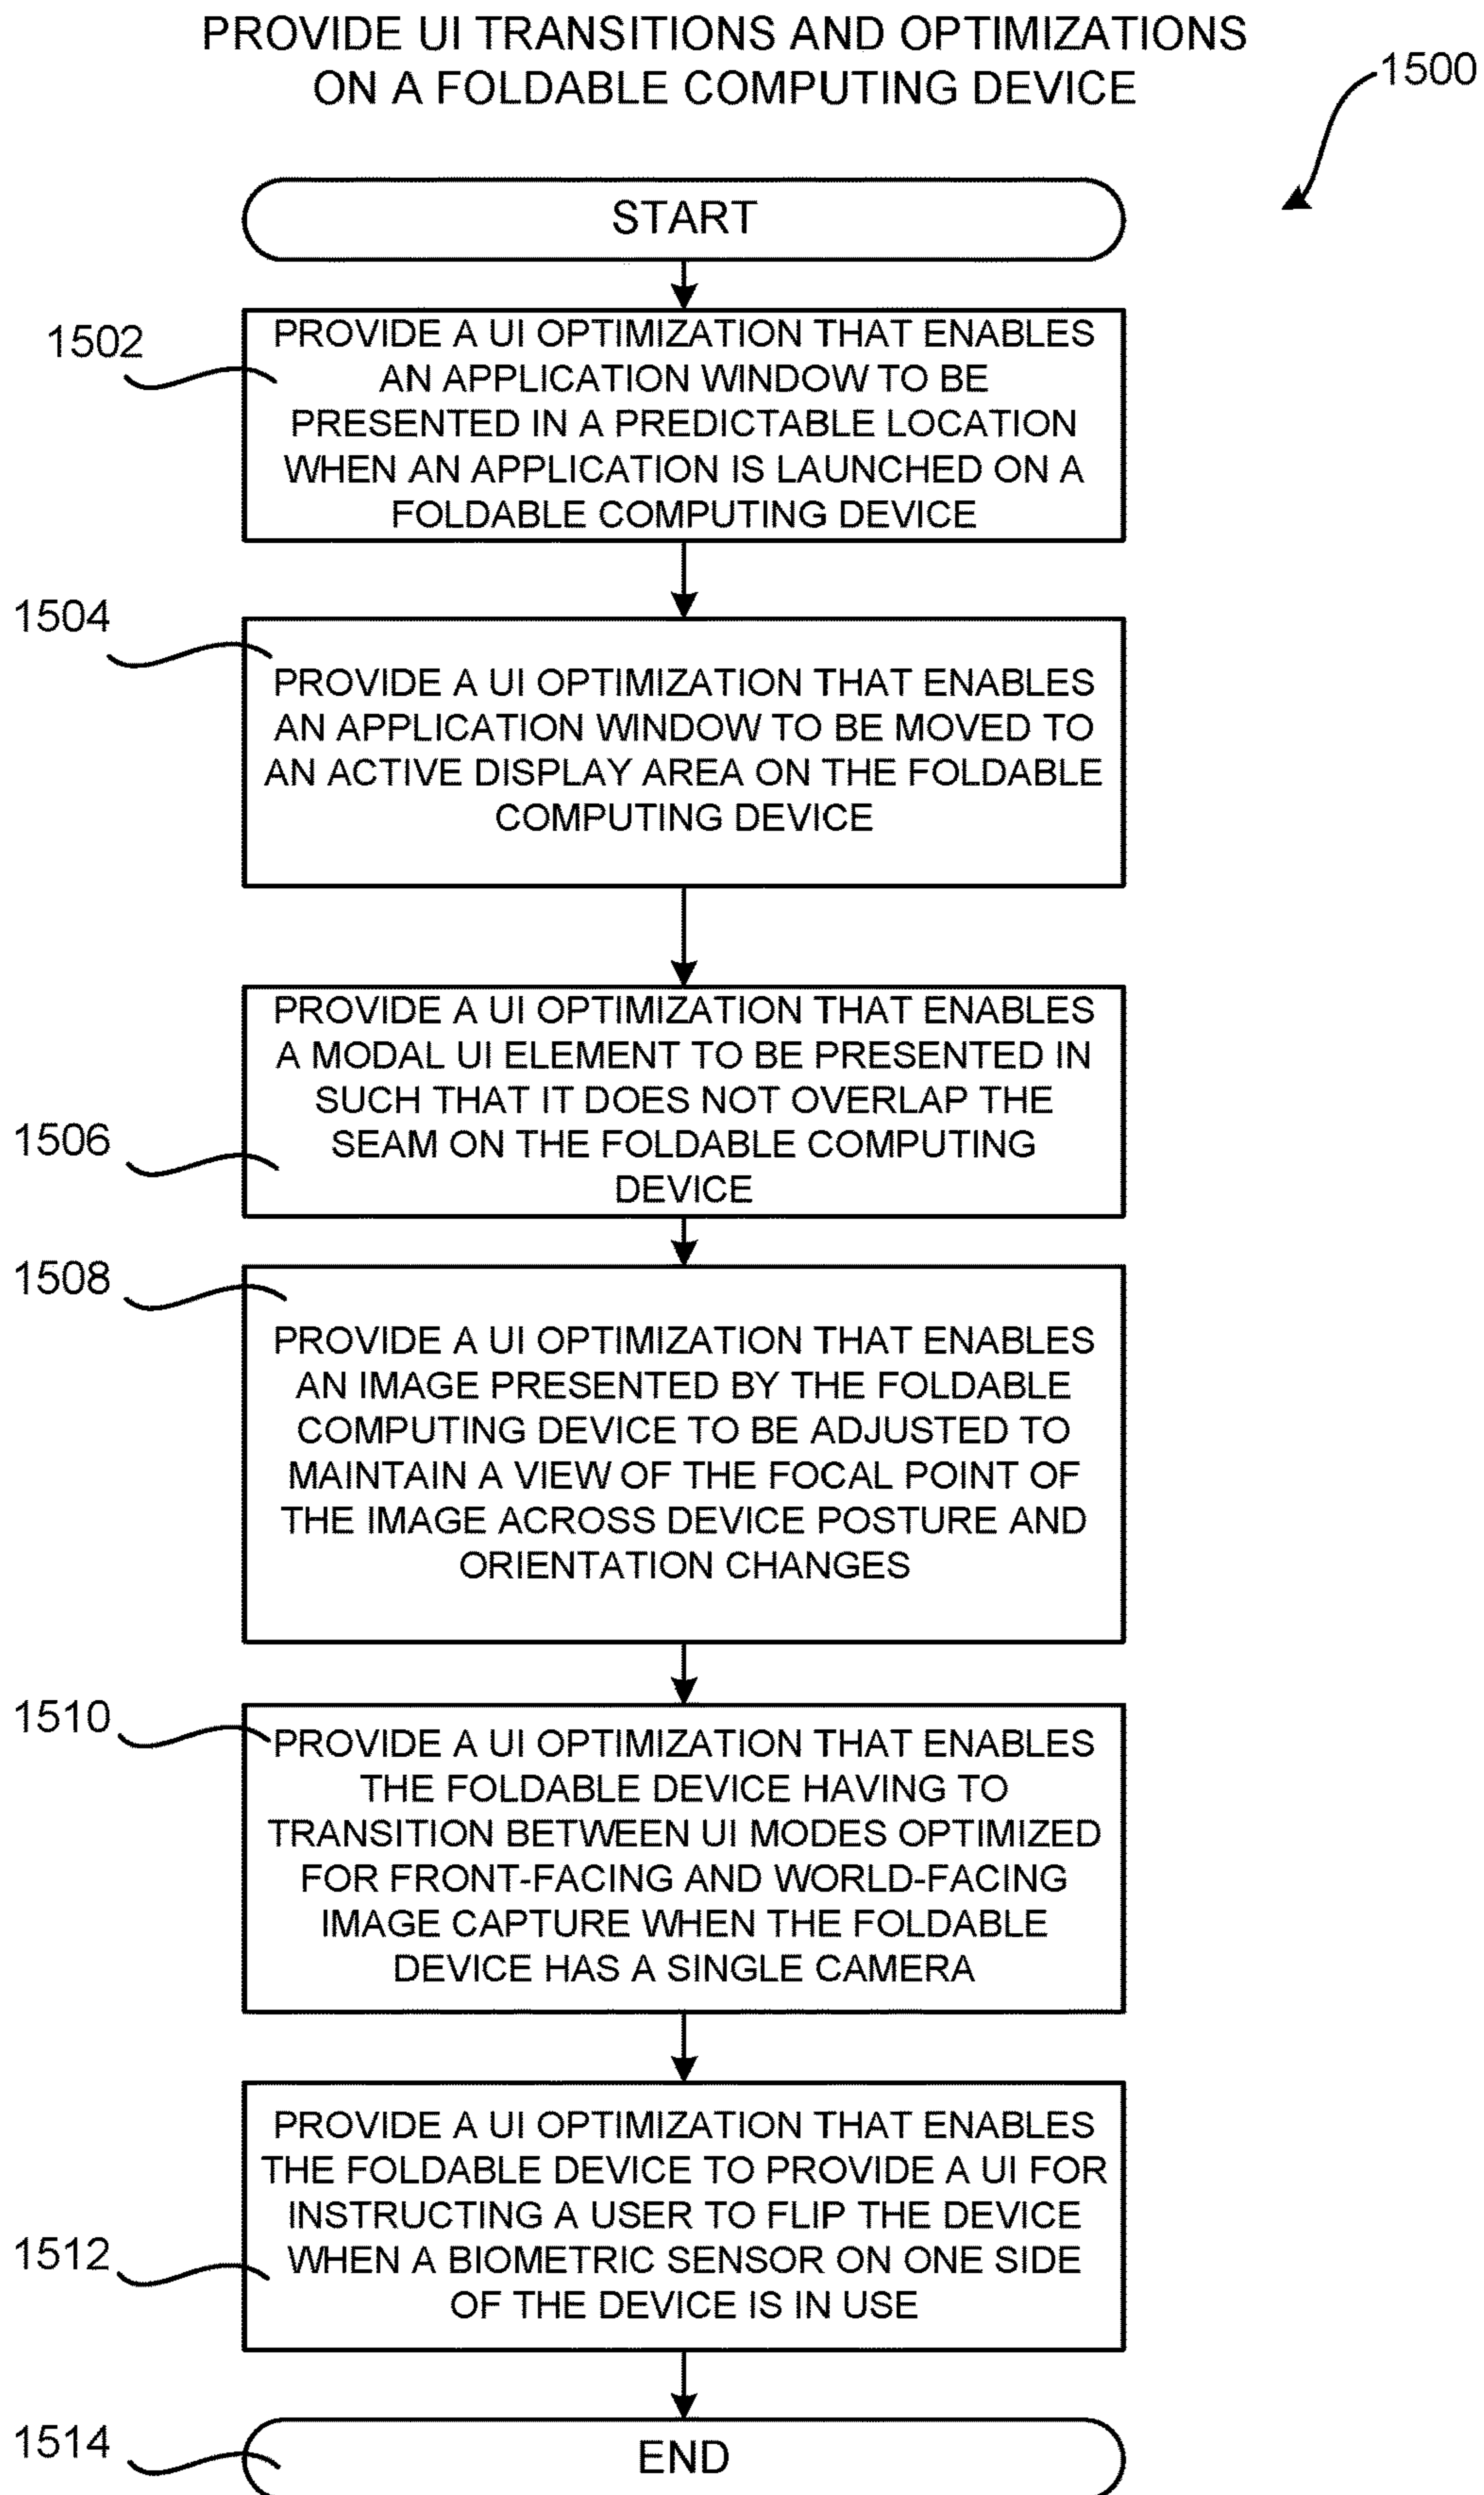 PROVIDE UI TRANSITIONS AND OPTIMIZATIONS
ON A FOLDABLE COMPUTING DEVICE
1500
START
1502
PROVIDE A UI OPTIMIZATION THAT ENABLES
AN APPLICATION WINDOW TO BE
PRESENTED IN A PREDICTABLE LOCATION
WHEN AN APPLICATION IS LAUNCHED ON A
FOLDABLE COMPUTING DEVICE
1504
PROVIDE A UI OPTIMIZATION THAT ENABLES
AN APPLICATION WINDOW TO BE MOVED TO
AN ACTIVE DISPLAY AREA ON THE FOLDABLE
COMPUTING DEVICE
1506
PROVIDE A UI OPTIMIZATION THAT ENABLES
A MODAL UI ELEMENT TO BE PRESENTED IN
SUCH THAT IT DOES NOT OVERLAP THE
SEAM ON THE FOLDABLE COMPUTING
DEVICE
1508
PROVIDE A UI OPTIMIZATION THAT ENABLES
AN IMAGE PRESENTED BY THE FOLDABLE
COMPUTING DEVICE TO BE ADJUSTED TO
MAINTAIN A VIEW OF THE FOCAL POINT OF
THE IMAGE ACROSS DEVICE POSTURE AND
ORIENTATION CHANGES
1510
PROVIDE A UI OPTIMIZATION THAT ENABLES
THE FOLDABLE DEVICE HAVING TO
TRANSITION BETWEEN UI MODES OPTIMIZED
FOR FRONT-FACING AND WORLD-FACING
IMAGE CAPTURE WHEN THE FOLDABLE
DEVICE HAS A SINGLE CAMERA
1512
PROVIDE A UI OPTIMIZATION THAT ENABLES
THE FOLDABLE DEVICE TO PROVIDE A UI FOR
INSTRUCTING A USER TO FLIP THE DEVICE
WHEN A BIOMETRIC SENSOR ON ONE SIDE
OF THE DEVICE IS IN USE
1514
END